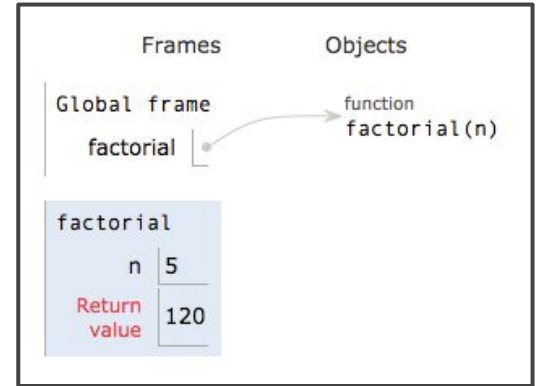 Frames Objects
Global frame
factorial
function
factorial(n)
factorial
n 5
Return
value 120